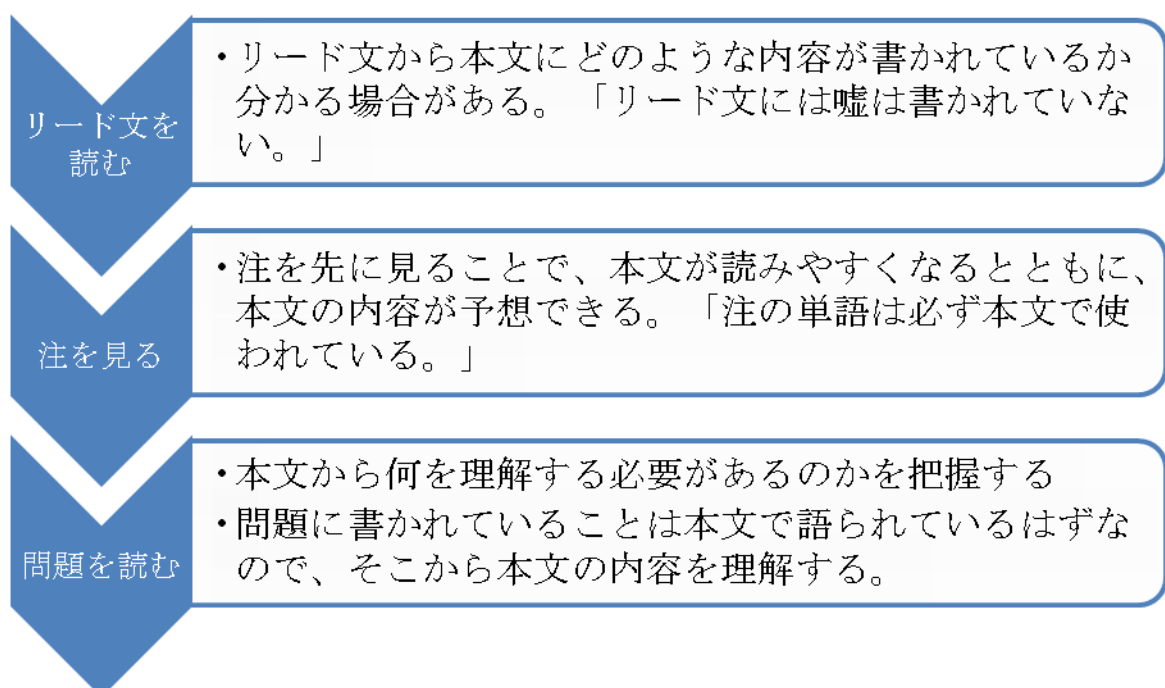 リード文を
読む
・リード文から本文にどのような内容が書かれているか
分かる場合がある。「リード文には嘘は書かれていな
い。」
注を見る
・注を先に見ることで、本文が読みやすくなるとともに、
本文の内容が予想できる。「注の単語は必ず本文で使
われている。」
問題を読む
・本文から何を理解する必要があるのかを把握する
・問題に書かれていることは本文で語られているはずな
ので、そこから本文の内容を理解する。